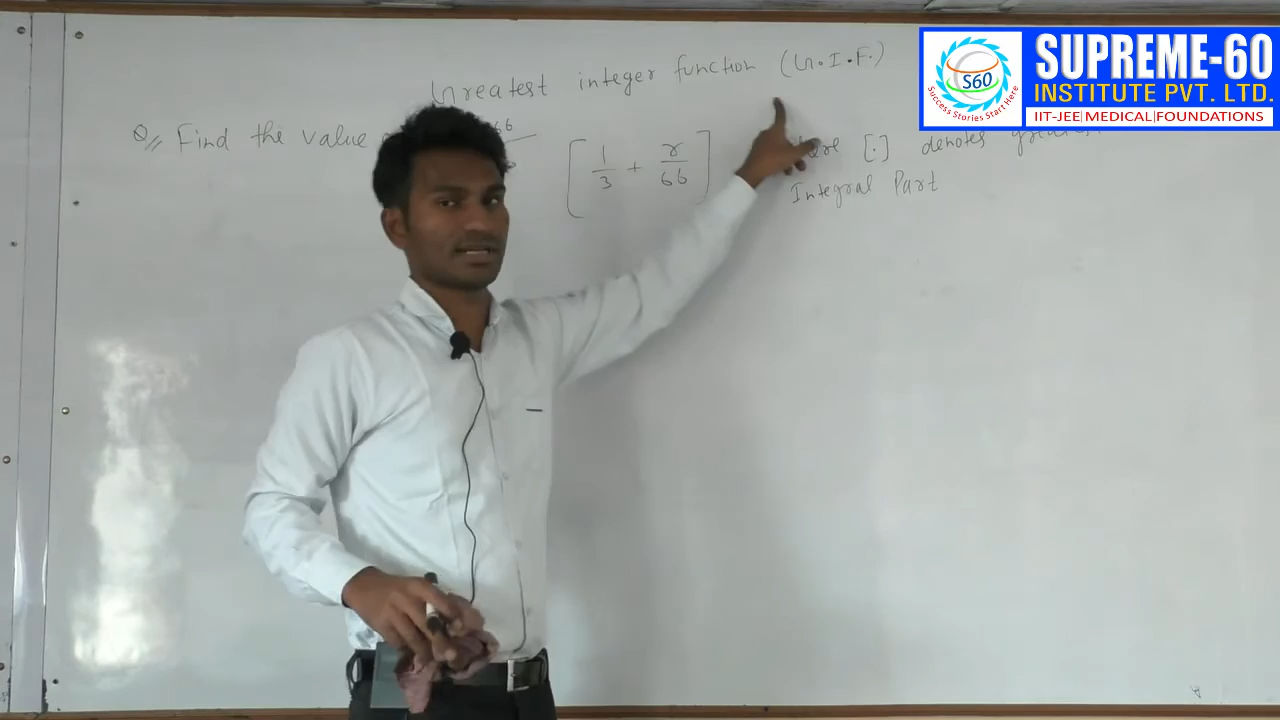 Greatest integer function (G.I.F.)
Q// Find the value
66
[1/3 + r/66]
[.] denotes
Integral Part
S60
Success Stories Start Here
SUPREME-60
INSTITUTE PVT. LTD.
IIT-JEE|MEDICAL|FOUNDATIONS